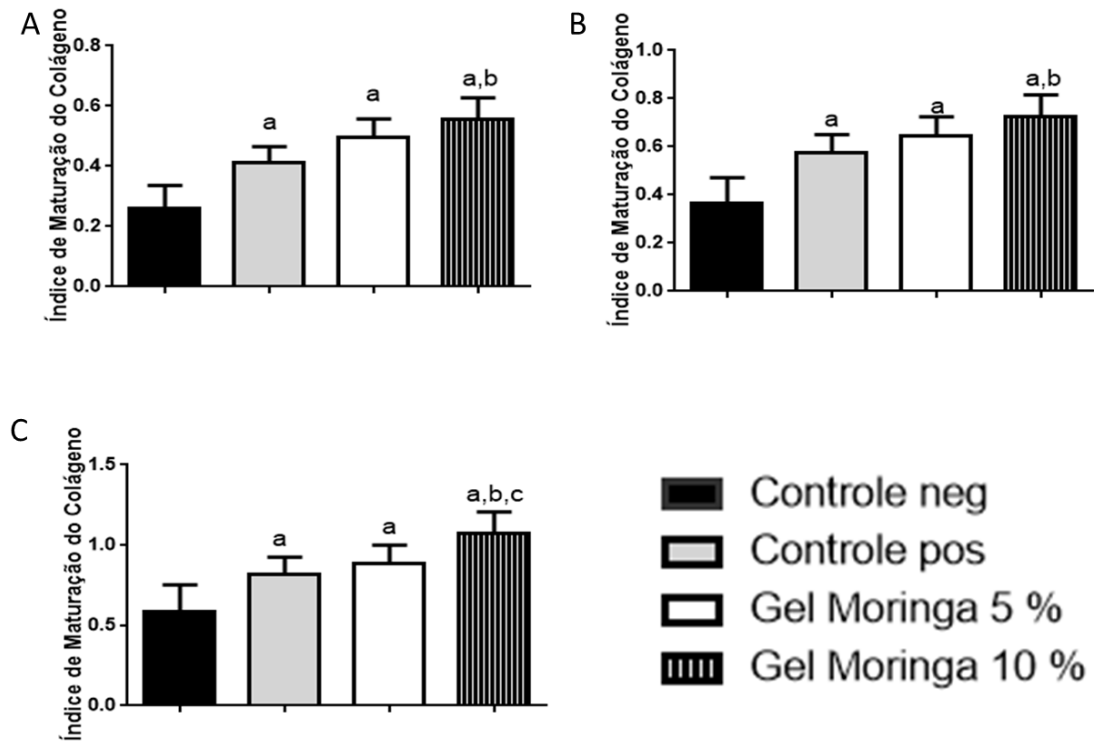 A
Índice de Maturação do Colágeno
0.8
0.6
0.4
0.2
0.0
a
a
a,b
B
Índice de Maturação do Colágeno
1.0
0.8
0.6
0.4
0.2
0.0
a
a
a,b
C
Índice de Maturação do Colágeno
1.5
1.0
0.5
0.0
a
a
a,b,c
Controle neg
Controle pos
Gel Moringa 5 %
Gel Moringa 10 %